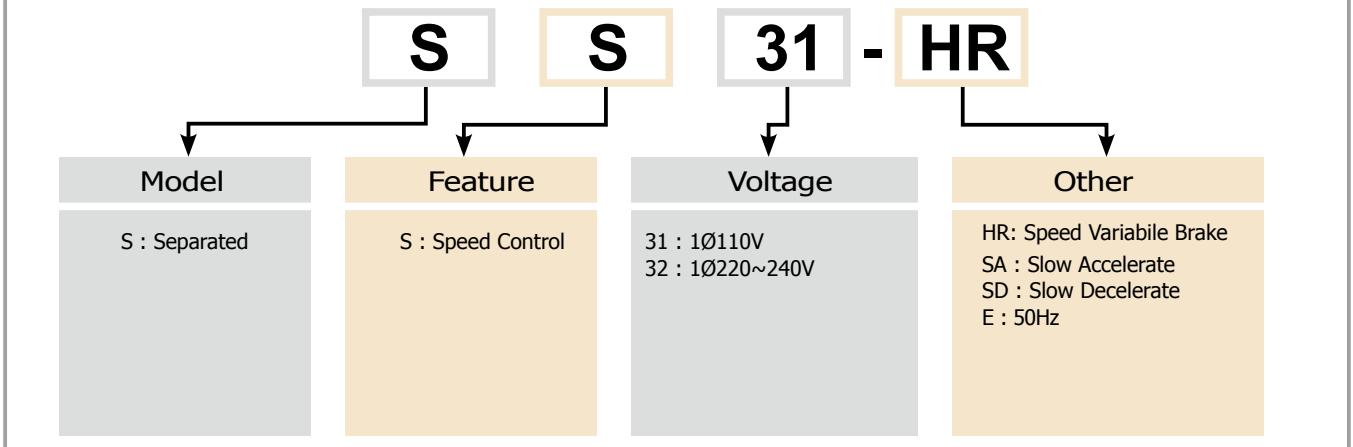 S S 31 - HR
Model
Feature
Voltage
Other
S : Separated
S : Speed Control
31 : 1Ø110V
32 : 1Ø220~240V
HR: Speed Variabile Brake
SA : Slow Accelerate
SD : Slow Decelerate
E : 50Hz